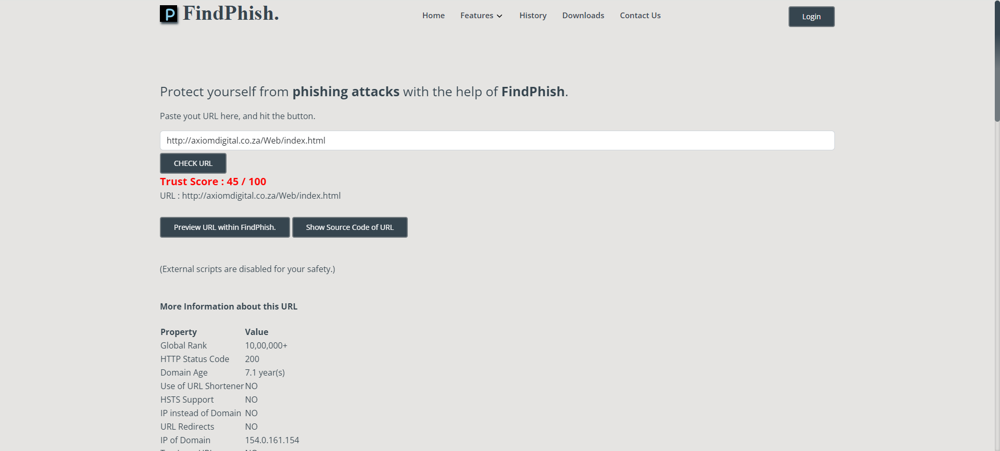 P FindPhish.
Home Features History Downloads Contact Us Login
Protect yourself from phishing attacks with the help of FindPhish.
Paste yout URL here, and hit the button.
http://axiomdigital.co.za/Web/index.html
CHECK URL
Trust Score : 45 / 100
URL : http://axiomdigital.co.za/Web/index.html
Preview URL within FindPhish. Show Source Code of URL
(External scripts are disabled for your safety.)
More Information about this URL
Property Value
Global Rank 10,00,000+
HTTP Status Code 200
Domain Age 7.1 year(s)
Use of URL Shortener NO
HSTS Support NO
IP instead of Domain NO
URL Redirects NO
IP of Domain 154.0.161.154